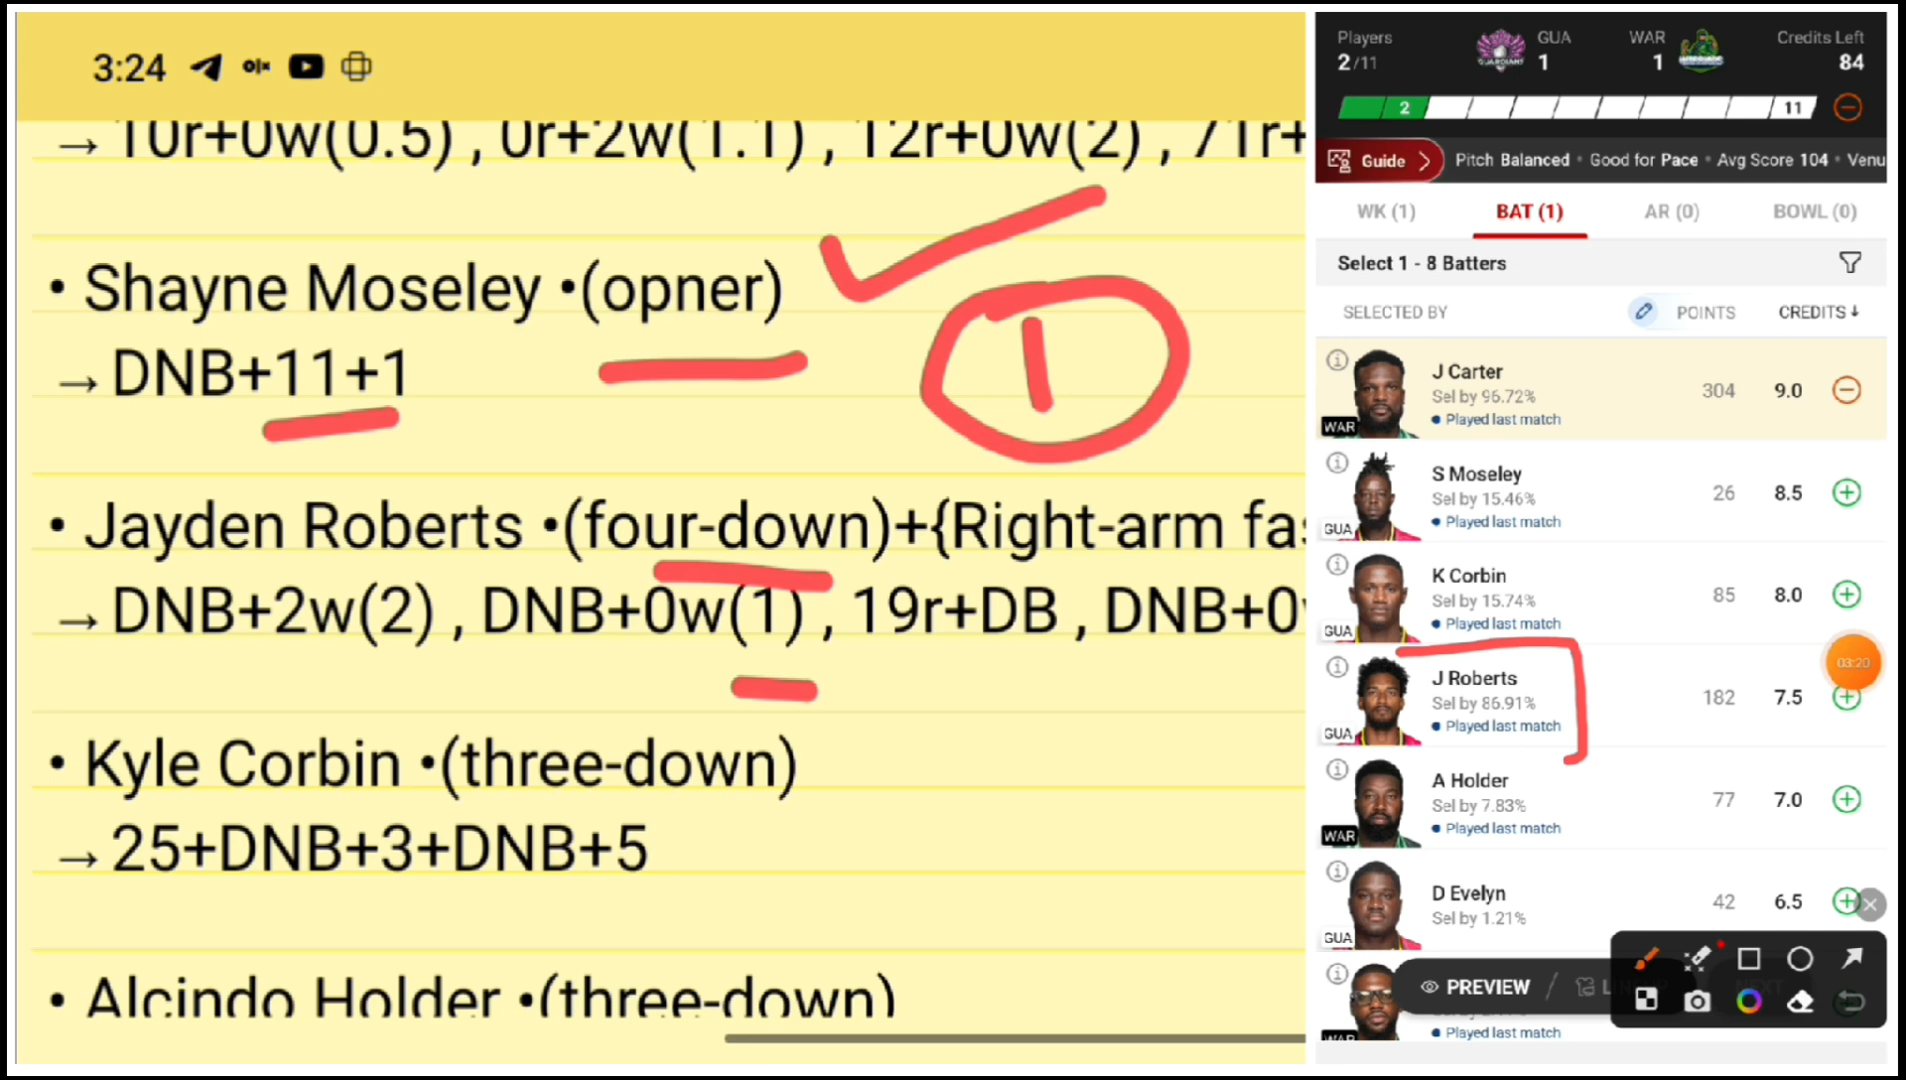 3:24
→ 10r+0w(0.5) , 0r+2w(1.1) , 12r+0w(2) , 71r+
• Shayne Moseley •(opner)
→ DNB+11+1
1
• Jayden Roberts •(four-down)+{Right-arm fa
→ DNB+2w(2) , DNB+0w(1) , 19r+DB , DNB+0
• Kyle Corbin •(three-down)
→ 25+DNB+3+DNB+5
• Alcindo Holder •(three-down)
Players GUA WAR Credits Left
2/11 1 1 84
2 11
Guide Pitch Balanced • Good for Pace • Avg Score 104 • Venu
WK (1) BAT (1) AR (0) BOWL (0)
Select 1 - 8 Batters
SELECTED BY POINTS CREDITS ↓
J Carter
Sel by 96.72% 304 9.0
WAR • Played last match
S Moseley
Sel by 15.46% 26 8.5
GUA • Played last match
K Corbin
Sel by 15.74% 85 8.0
GUA • Played last match
03:20
J Roberts
Sel by 86.91% 182 7.5
GUA • Played last match
A Holder
Sel by 7.83% 77 7.0
WAR • Played last match
D Evelyn
Sel by 1.21% 42 6.5
GUA
PREVIEW /
WAR • Played last match